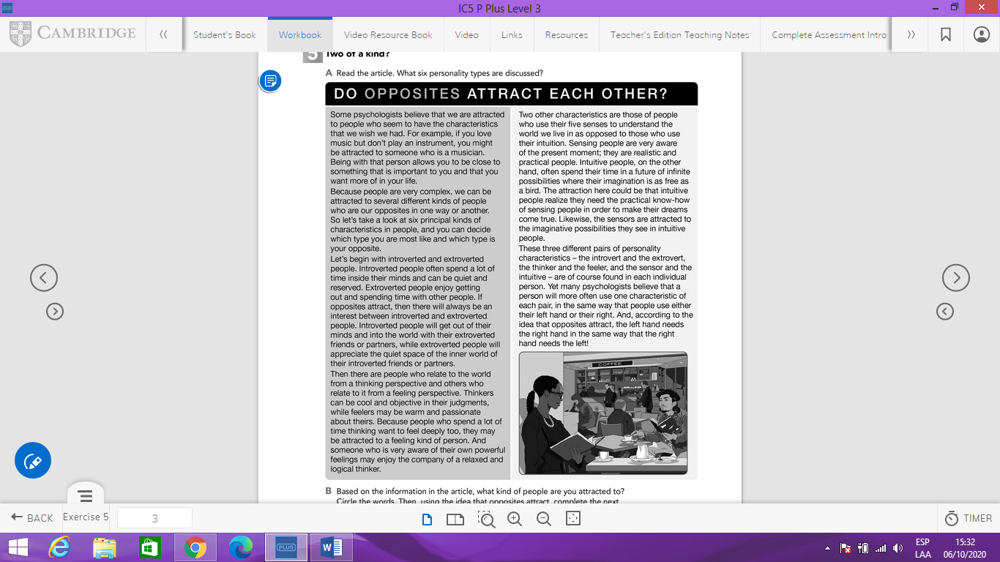 IC5 P Plus Level 3
PLUS
CAMBRIDGE
Student's Book
Workbook
Video Resource Book
Video
Links
Resources
Teacher's Edition Teaching Notes
Complete Assessment Intro
5 Two of a kind?
A Read the article. What six personality types are discussed?
DO OPPOSITES ATTRACT EACH OTHER?
Some psychologists believe that we are attracted
to people who seem to have the characteristics
that we wish we had. For example, if you love
music but don't play an instrument, you might
be attracted to someone who is a musician.
Being with that person allows you to be close to
something that is important to you and that you
want more of in your life.
Because people are very complex, we can be
attracted to several different kinds of people
who are our opposites in one way or another.
So let's take a look at six principal kinds of
characteristics in people, and you can decide
which type you are most like and which type is
your opposite.
Let's begin with introverted and extroverted
people. Introverted people often spend a lot of
time inside their minds and can be quiet and
reserved. Extroverted people enjoy getting
out and spending time with other people. If
opposites attract, then there will always be an
interest between introverted and extroverted
people. Introverted people will get out of their
minds and into the world with their extroverted
friends or partners, while extroverted people will
appreciate the quiet space of the inner world of
their introverted friends or partners.
Then there are people who relate to the world
from a thinking perspective and others who
relate to it from a feeling perspective. Thinkers
can be cool and objective in their judgments,
while feelers may be warm and passionate
about theirs. Because people who spend a lot of
time thinking want to feel deeply too, they may
be attracted to a feeling kind of person. And
someone who is very aware of their own powerful
feelings may enjoy the company of a relaxed and
logical thinker.
Two other characteristics are those of people
who use their five senses to understand the
world we live in as opposed to those who use
their intuition. Sensing people are very aware
of the present moment; they are realistic and
practical people. Intuitive people, on the other
hand, often spend their time in a future of infinite
possibilities where their imagination is as free as
a bird. The attraction here could be that intuitive
people realize they need the practical know-how
of sensing people in order to make their dreams
come true. Likewise, the sensors are attracted to
the imaginative possibilities they see in intuitive
people.
These three different pairs of personality
characteristics – the introvert and the extrovert,
the thinker and the feeler, and the sensor and the
intuitive – are of course found in each individual
person. Yet many psychologists believe that a
person will more often use one characteristic of
each pair, in the same way that people use either
their left hand or their right. And, according to the
idea that opposites attract, the left hand needs
the right hand in the same way that the right
hand needs the left!
COFFEE
B Based on the information in the article, what kind of people are you attracted to?
Circle the words. Then, using the idea that opposites attract, complete the next
BACK
Exercise 5
3
TIMER
PLUS
ESP
LAA
15:32
06/10/2020